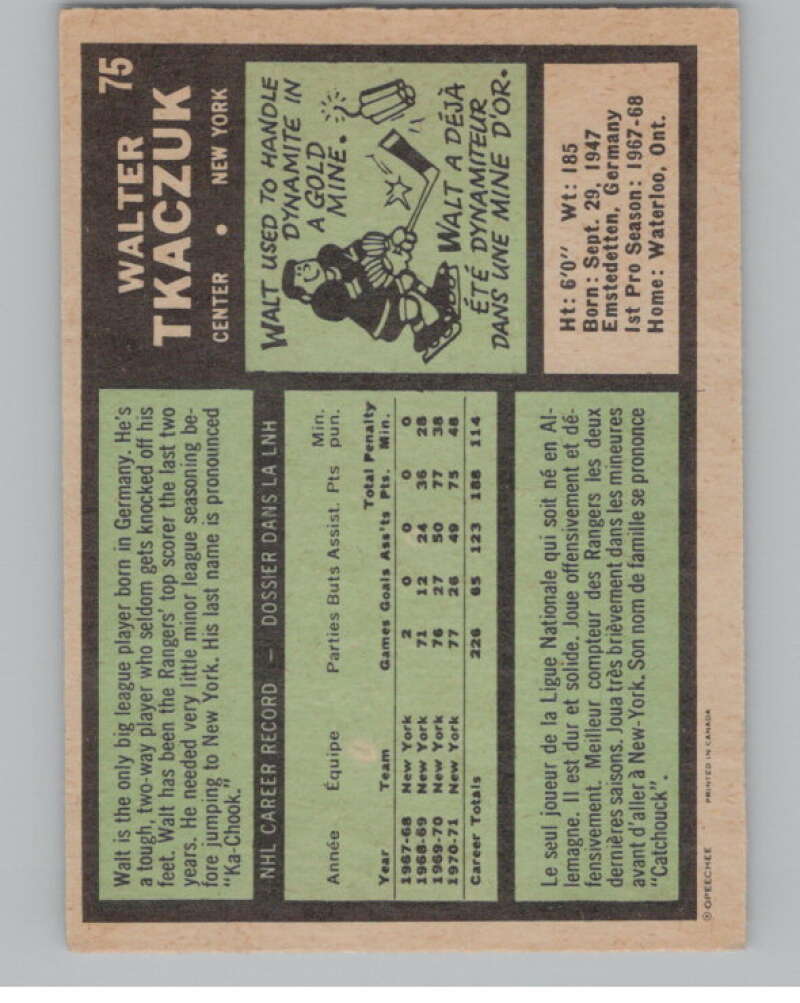 WALTER 75
TKACZUK
CENTER • NEW YORK
Walt is the only big league player born in Germany. He's
a tough, two-way player who seldom gets knocked off his
feet. Walt has been the Rangers' top scorer the last two
years. He needed very little minor league seasoning be-
fore jumping to New York. His last name is pronounced
"Ka-Chook."
WALT USED TO HANDLE
DYNAMITE IN
A GOLD
MINE.
WALT A DÉJÀ
ÉTÉ DYNAMITEUR
DANS UNE MINE D'OR.
NHL CAREER RECORD — DOSSIER DANS LA LNH
Min.
Année Équipe Parties Buts Assist. Pts pun.
Total Penalty
Year Team Games Goals Ass'ts Pts. Min.
1967-68 New York 2 0 0 0 0
1968-69 New York 71 12 24 36 28
1969-70 New York 76 27 50 77 38
1970-71 New York 77 26 49 75 48
Career Totals 226 65 123 188 114
Ht: 6'0" Wt: 185
Born: Sept. 29, 1947
Emstedetten, Germany
1st Pro Season: 1967-68
Home: Waterloo, Ont.
Le seul joueur de la Ligue Nationale qui soit né en Al-
lemagne. Il est dur et solide. Joue offensivement et dé-
fensivement. Meilleur compteur des Rangers les deux
dernières saisons. Joua très brièvement dans les mineures
avant d'aller à New-York. Son nom de famille se prononce
"Catchouck".
© OPEECHEE PRINTED IN CANADA